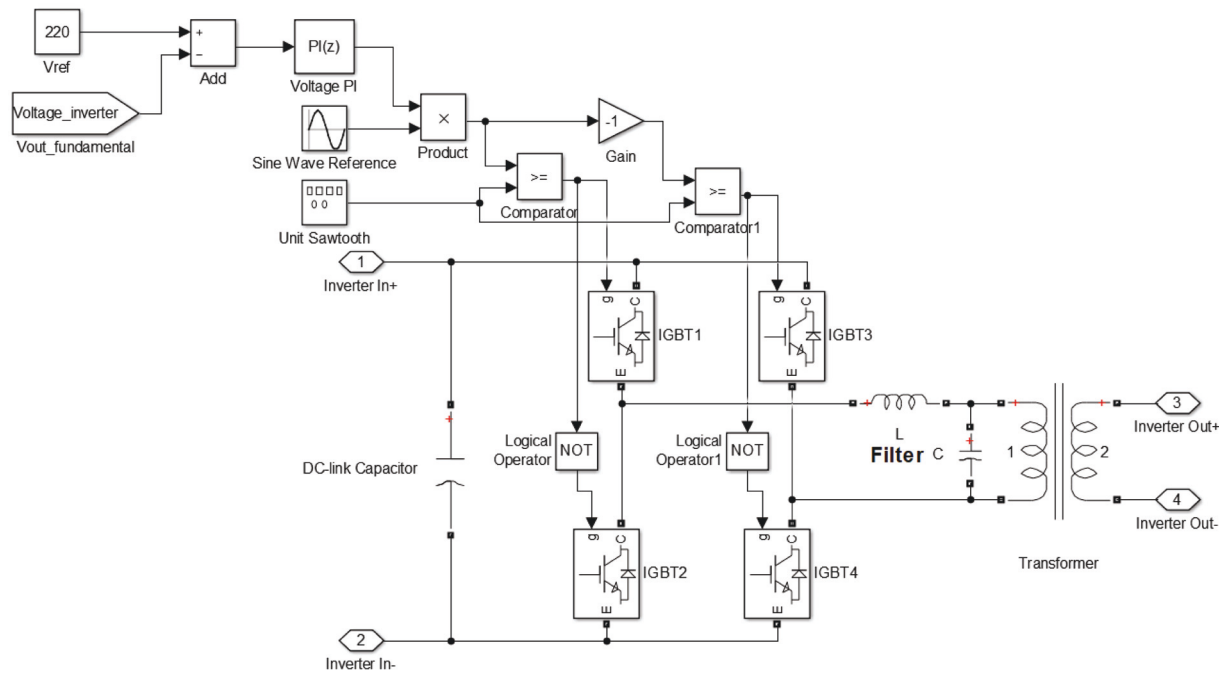 220
Vref
+
−
Add
PI(z)
Voltage PI
Voltage_inverter
Vout_fundamental
Sine Wave Reference
×
Product
-1
Gain
>=
Comparator
>=
Comparator1
Unit Sawtooth
1
Inverter In+
g
C
E
IGBT1
g
C
E
IGBT3
DC-link Capacitor
Logical
Operator
NOT
Logical
Operator1
NOT
+
+
L
Filter
+
C
+
1
+
2
Transformer
3
Inverter Out+
4
Inverter Out-
g
C
E
IGBT2
g
C
E
IGBT4
2
Inverter In-